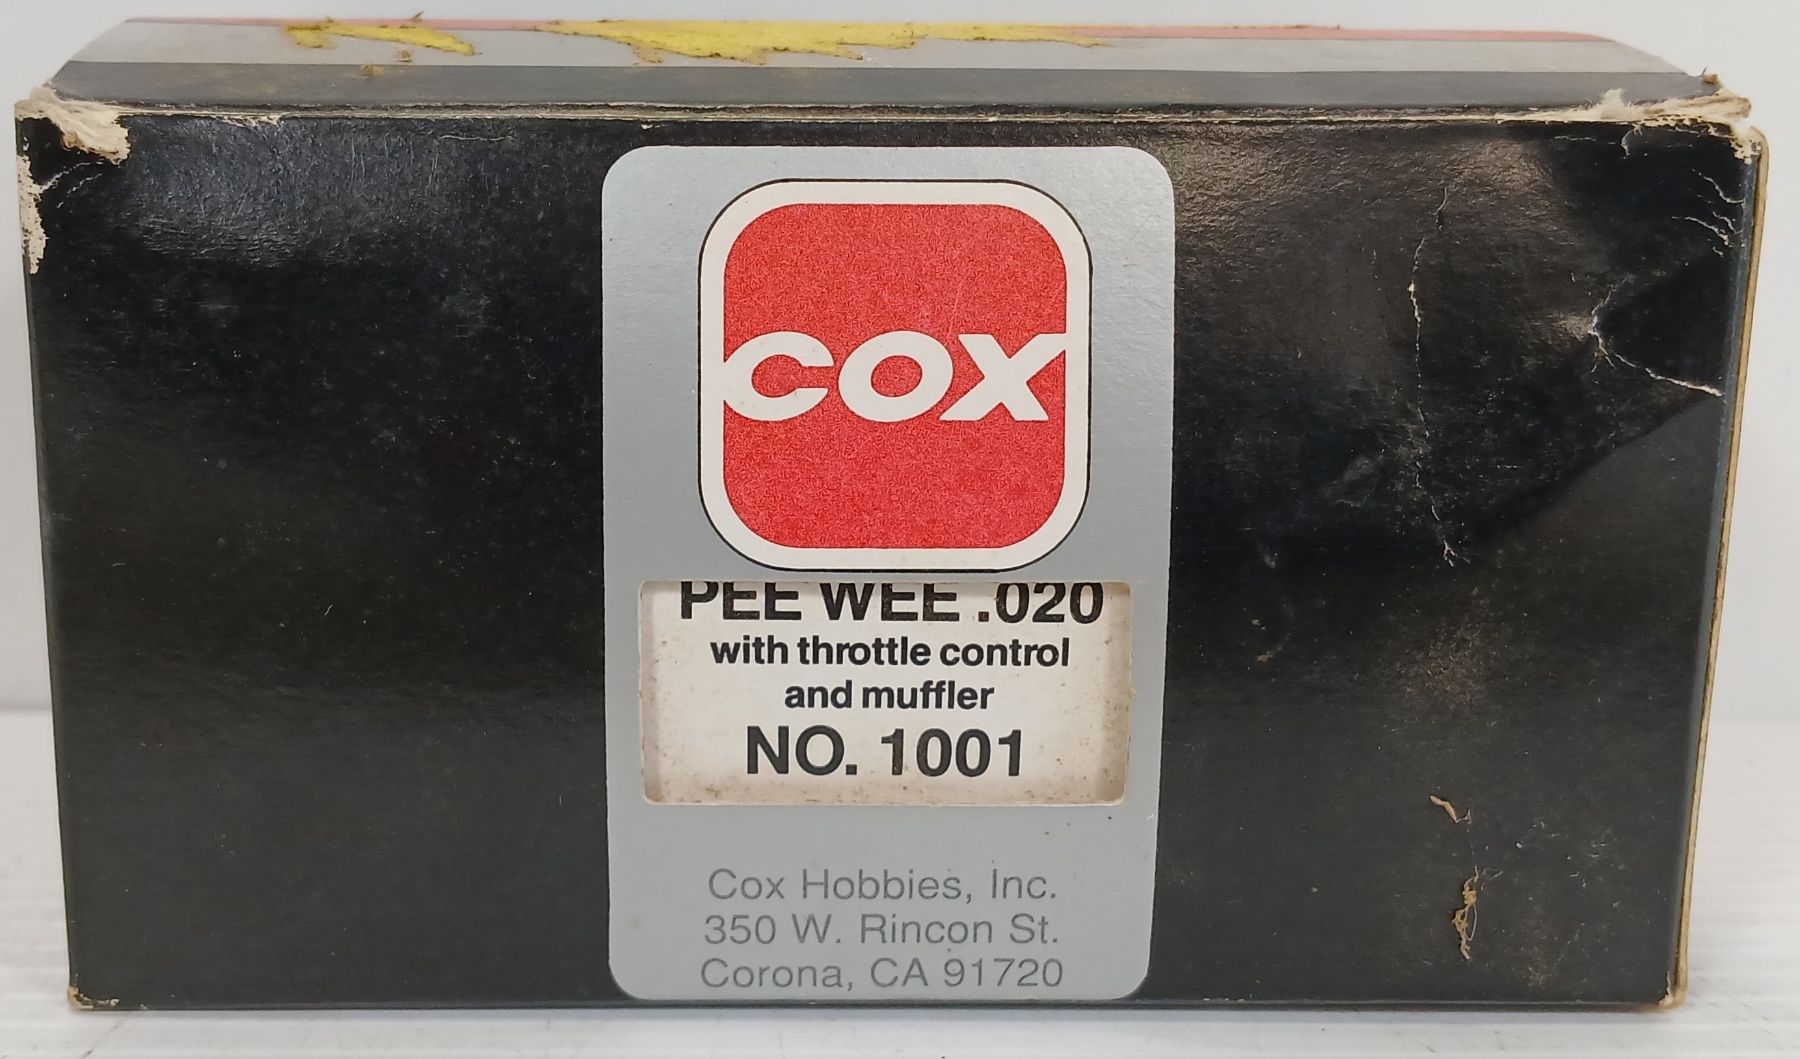 COX
PEE WEE .020
with throttle control
and muffler
NO. 1001
Cox Hobbies, Inc.
350 W. Rincon St.
Corona, CA 91720